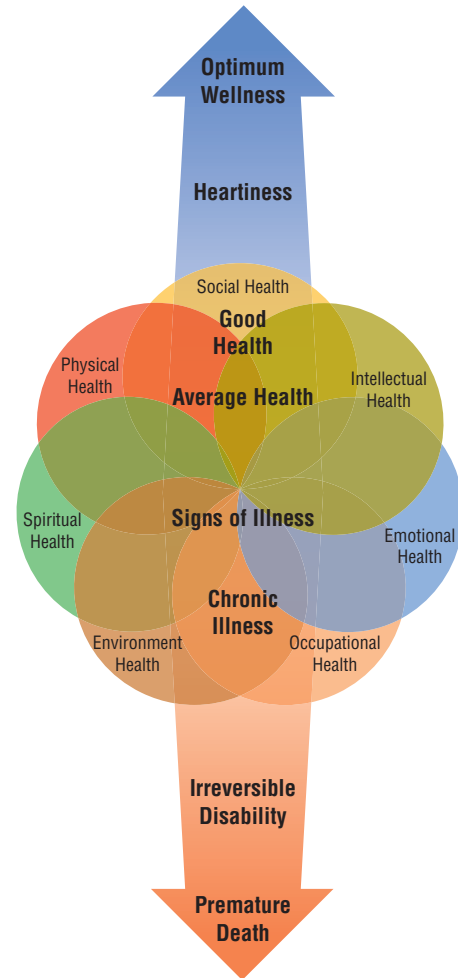 Optimum
Wellness
Heartiness
Social Health
Good
Health
Physical
Health
Average Health
Intellectual
Health
Signs of Illness
Spiritual
Health
Emotional
Health
Chronic
Illness
Environment
Health
Occupational
Health
Irreversible
Disability
Premature
Death